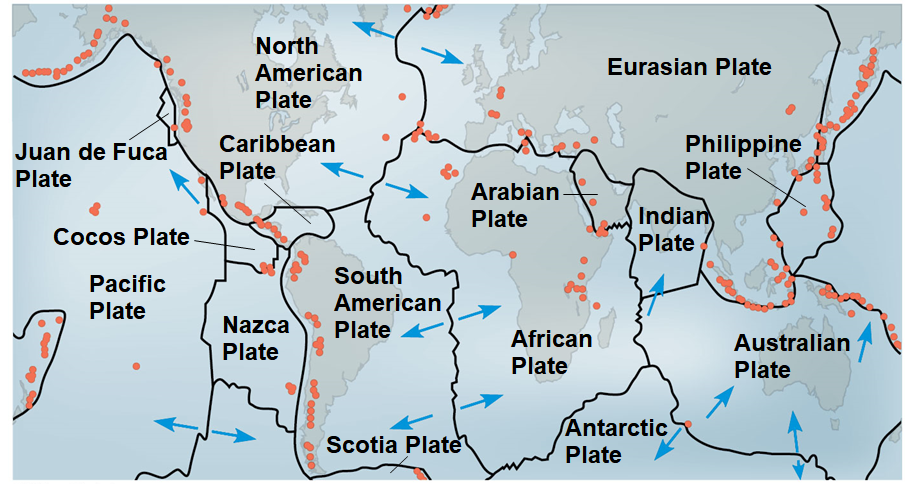 North
American
Plate
Eurasian Plate
Juan de Fuca
Plate
Caribbean
Plate
Philippine
Plate
Arabian
Plate
Indian
Plate
Cocos Plate
Pacific
Plate
South
American
Plate
Nazca
Plate
African
Plate
Australian
Plate
Scotia Plate
Antarctic
Plate